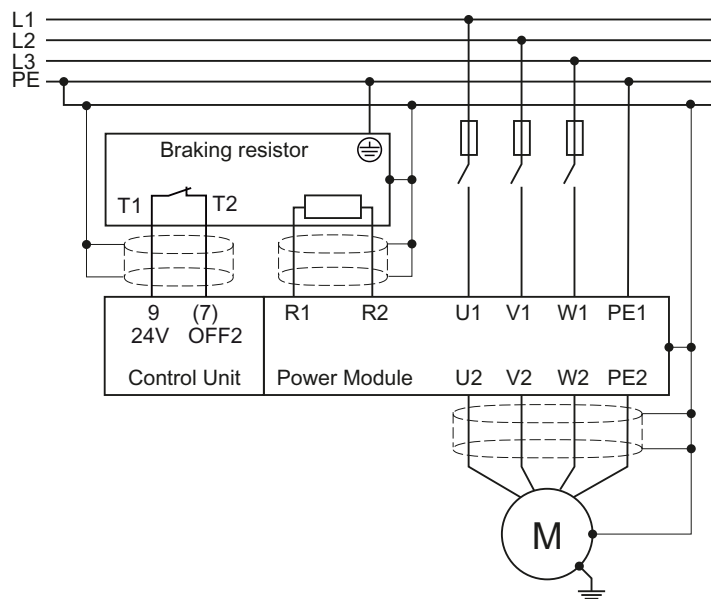 L1
L2
L3
PE
Braking resistor
T1 T2
9 (7) R1 R2 U1 V1 W1 PE1
24V OFF2
Control Unit Power Module U2 V2 W2 PE2
M